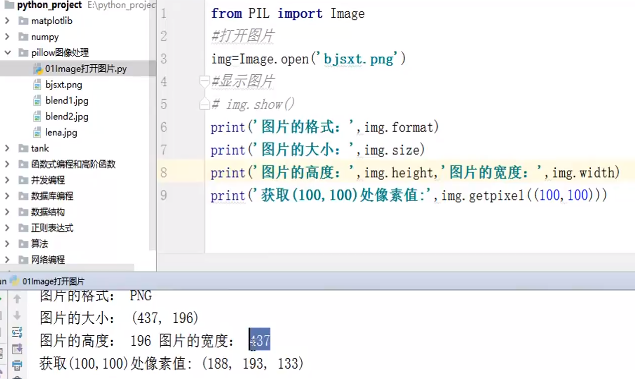 python_project E:\python_projec
matplotlib
numpy
pillow图像处理
01Image打开图片.py
bjsxt.png
blend1.jpg
blend2.jpg
lena.jpg
tank
函数式编程和高阶函数
并发编程
数据库编程
数据结构
正则表达式
算法
网络编程
1 from PIL import Image
2 #打开图片
3 img=Image.open('bjsxt.png')
4 #显示图片
5 # img.show()
6 print('图片的格式：',img.format)
7 print('图片的大小：',img.size)
8 print('图片的高度：',img.height,'图片的宽度：',img.width)
9 print('获取(100,100)处像素值:',img.getpixel((100,100)))
un 01Image打开图片
图片的格式： PNG
图片的大小： (437, 196)
图片的高度： 196 图片的宽度： 437
获取(100,100)处像素值: (188, 193, 133)